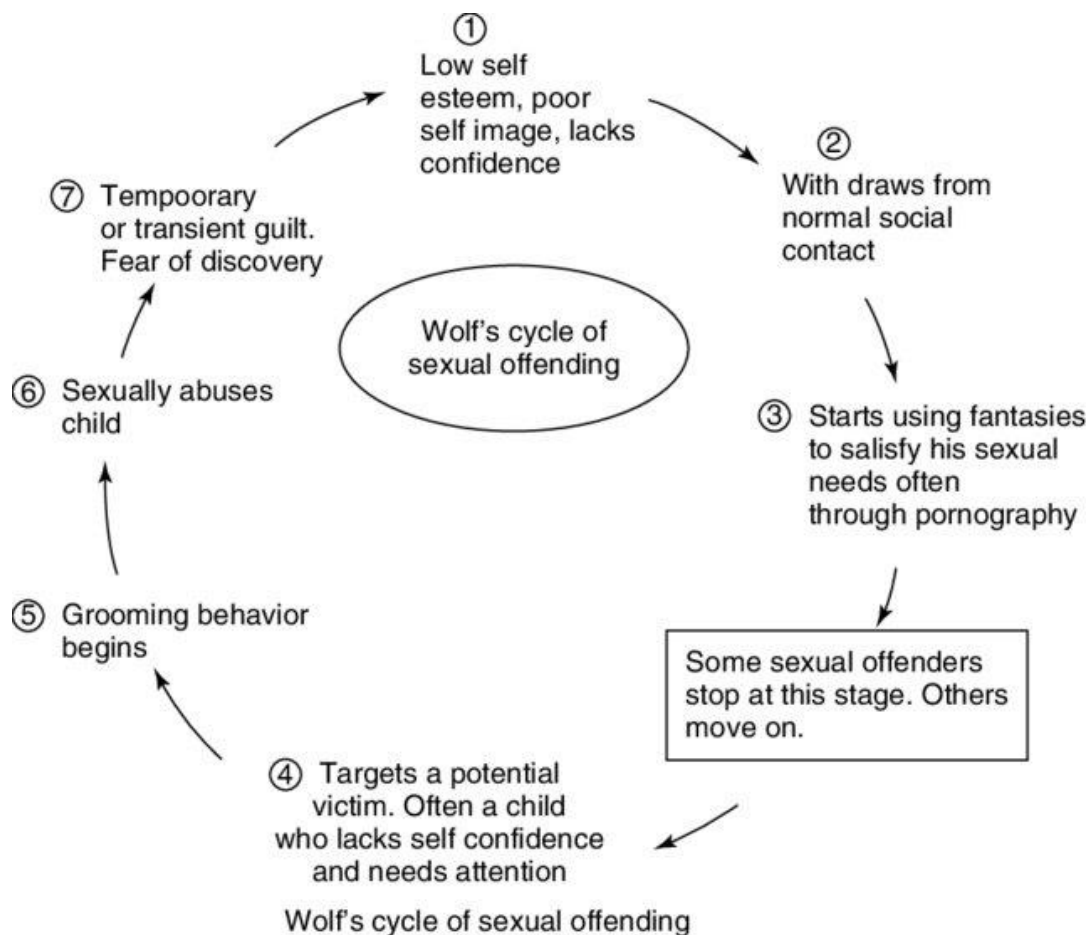 ①
Low self
esteem, poor
self image, lacks
confidence
②
With draws from
normal social
contact
③ Starts using fantasies
to salisfy his sexual
needs often
through pornography
Some sexual offenders
stop at this stage. Others
move on.
④ Targets a potential
victim. Often a child
who lacks self confidence
and needs attention
⑤ Grooming behavior
begins
⑥ Sexually abuses
child
⑦ Tempoorary
or transient guilt.
Fear of discovery
Wolf's cycle of
sexual offending
Wolf's cycle of sexual offending